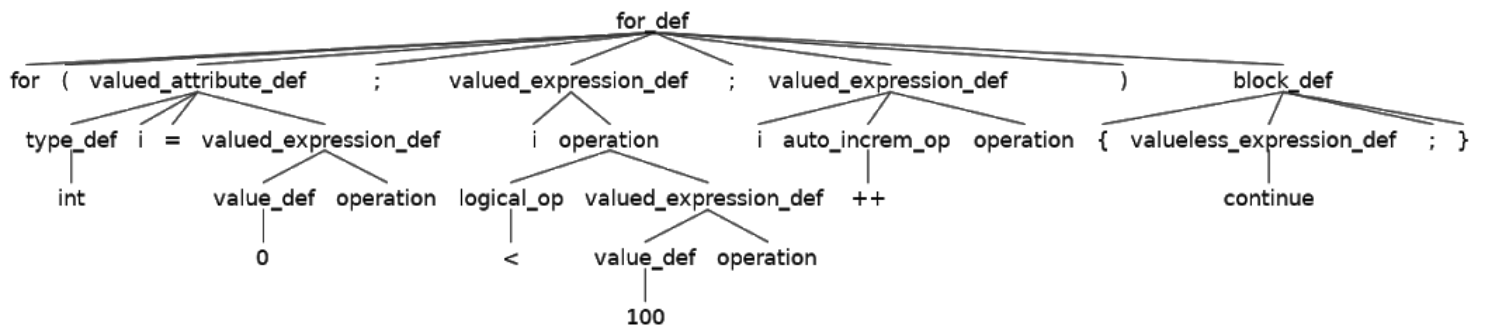 for_def
for ( valued_attribute_def ; valued_expression_def ; valued_expression_def ) block_def
type_def i = valued_expression_def i operation i auto_increm_op operation { valueless_expression_def ; }
int value_def operation logical_op valued_expression_def ++ continue
0 < value_def operation
100